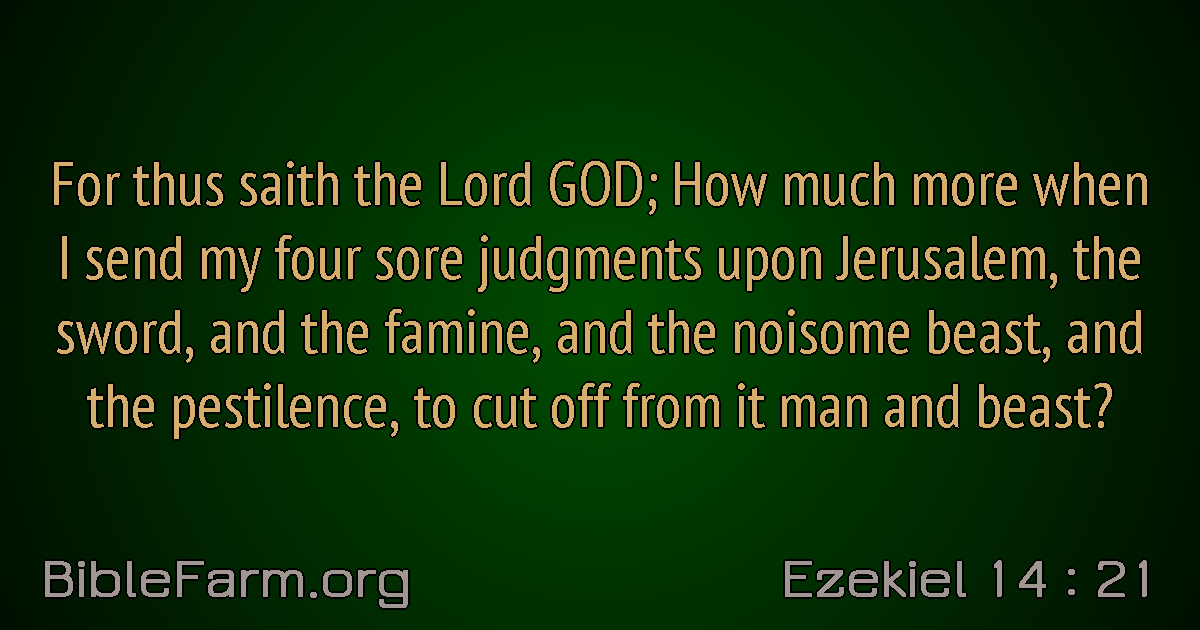 For thus saith the Lord GOD; How much more when
I send my four sore judgments upon Jerusalem, the
sword, and the famine, and the noisome beast, and
the pestilence, to cut off from it man and beast?
BibleFarm.org
Ezekiel 14 : 21